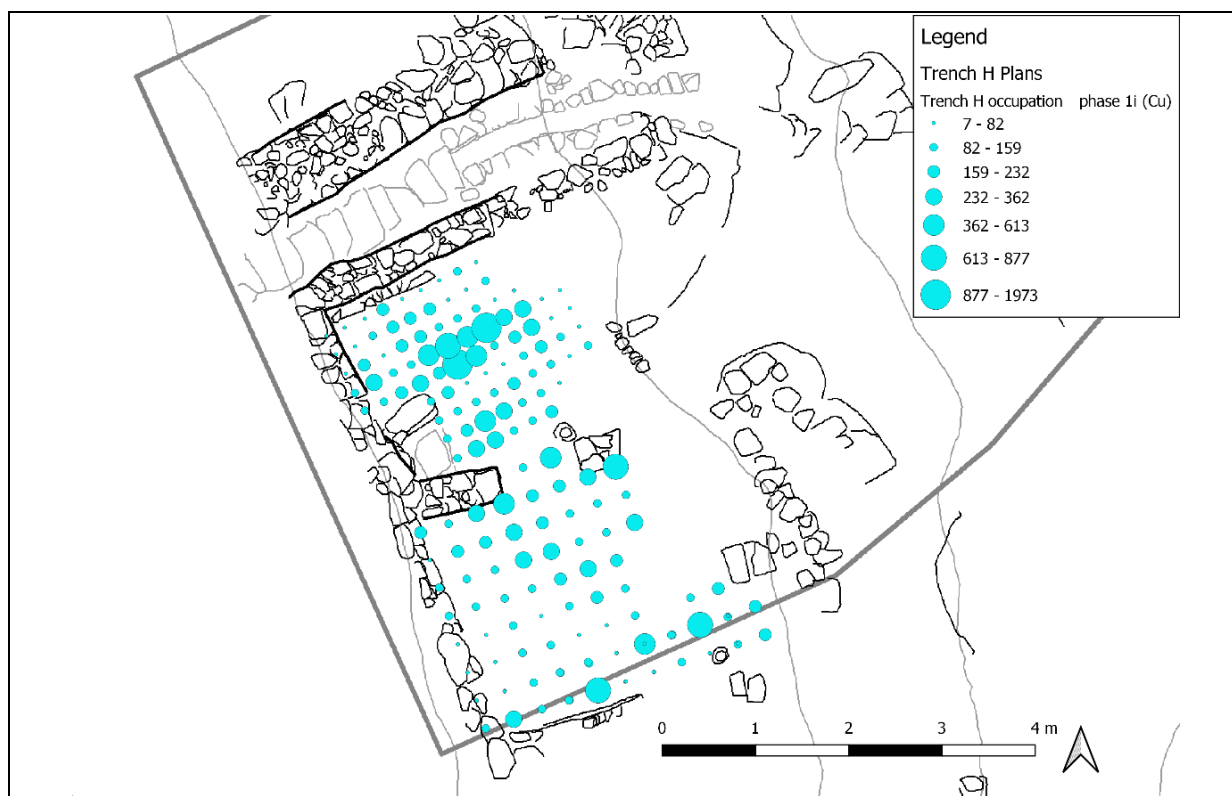 Legend
Trench H Plans
Trench H occupation phase 1i (Cu)
7 - 82
82 - 159
159 - 232
232 - 362
362 - 613
613 - 877
877 - 1973
0 1 2 3 4 m